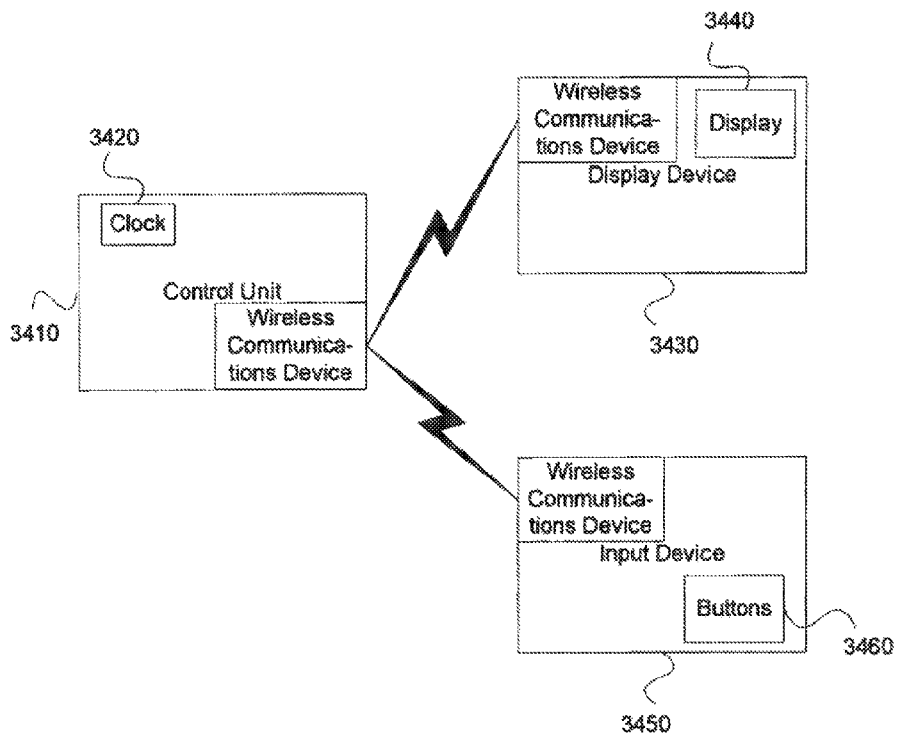 3440
Wireless
Communica-
tions Device
Display
Display Device
3430
3420
Clock
Control Unit
Wireless
Communica-
tions Device
3410
Wireless
Communica-
tions Device
Input Device
Buttons
3460
3450